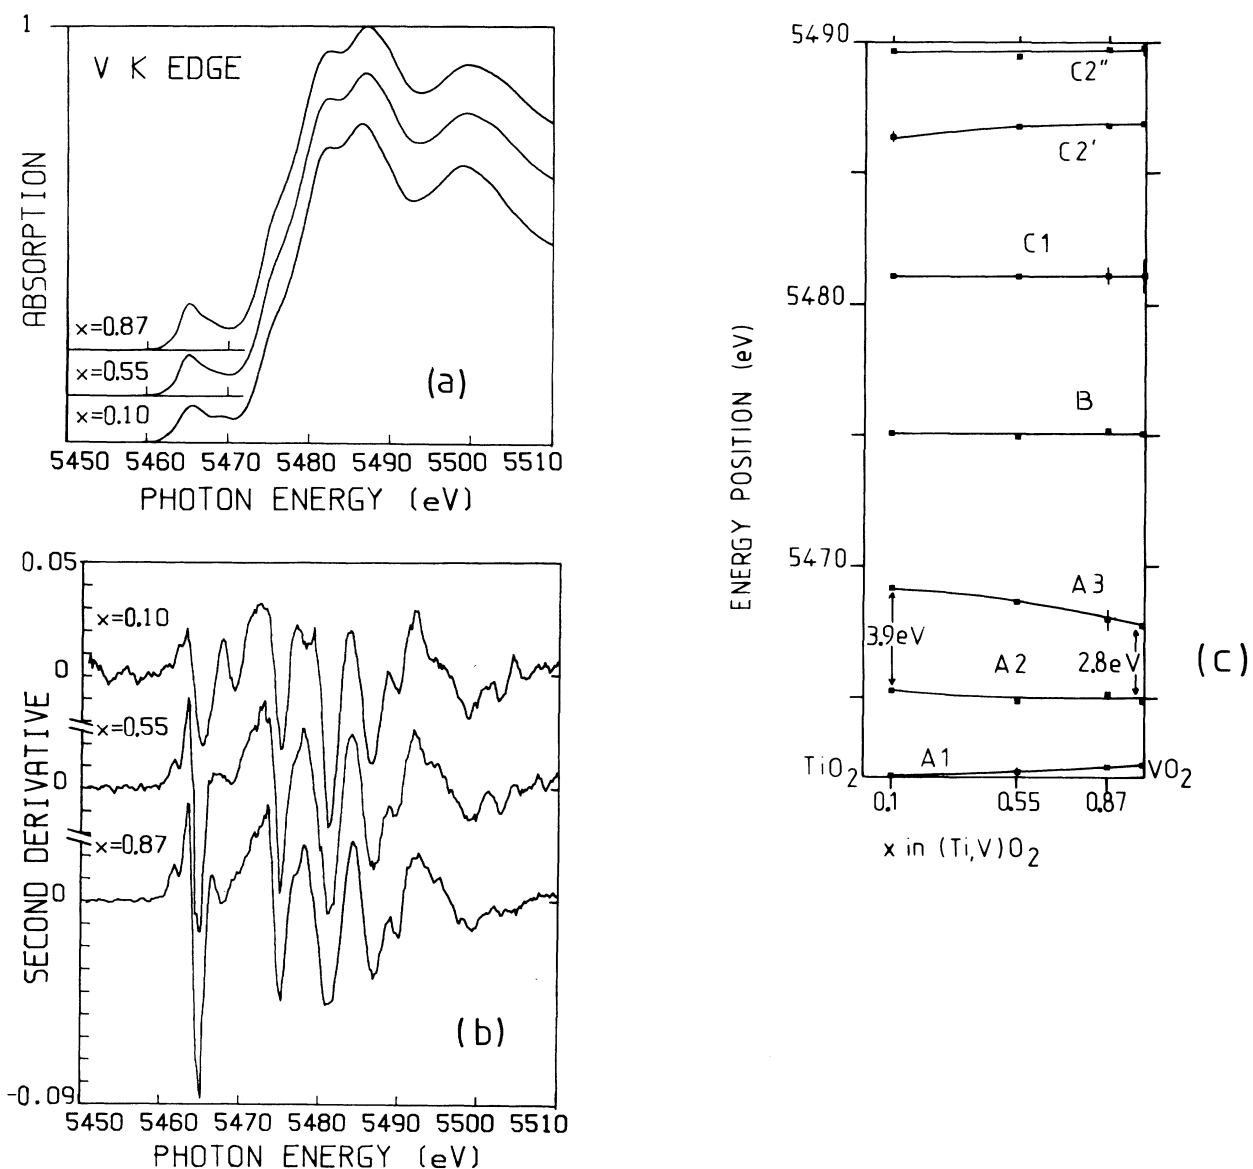 1
V K EDGE
ABSORPTION
x=0.87
x=0.55
x=0.10
(a)
5450 5460 5470 5480 5490 5500 5510
PHOTON ENERGY (eV)
0.05
x=0.10
0
x=0.55
0
x=0.87
0
SECOND DERIVATIVE
(b)
-0.09
5450 5460 5470 5480 5490 5500 5510
PHOTON ENERGY (eV)
5490
C2"
C2'
C1
5480
B
ENERGY POSITION (eV)
5470
A3
3.9eV
2.8eV
A2
(c)
A1
TiO2
VO2
0.1 0.55 0.87
x in (Ti,V)O2